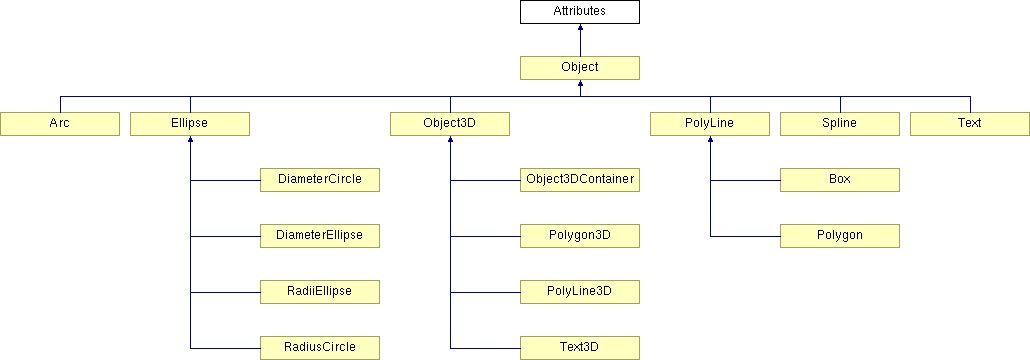 Attributes
Object
Arc
Ellipse
Object3D
PolyLine
Spline
Text
DiameterCircle
Object3DContainer
Box
DiameterEllipse
Polygon3D
Polygon
RadiiEllipse
PolyLine3D
RadiusCircle
Text3D